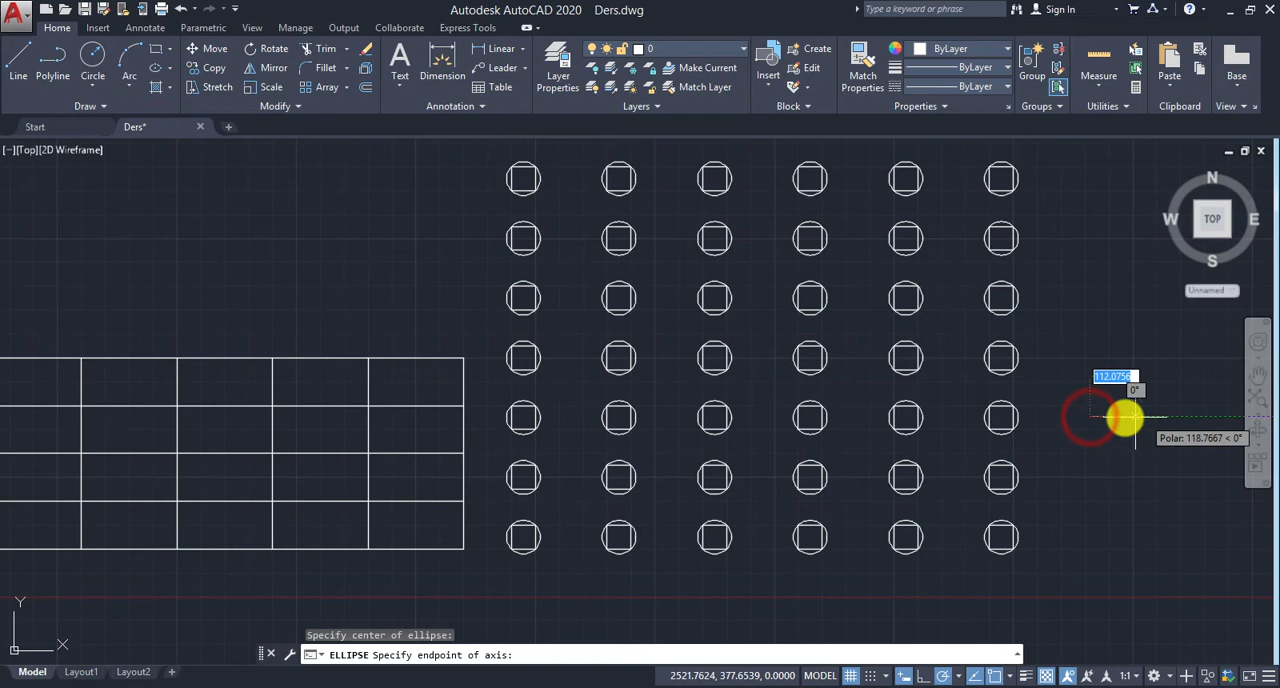 Autodesk AutoCAD 2020 Ders.dwg
Type a keyword or phrase
Sign In
Home Insert Annotate Parametric View Manage Output Collaborate Express Tools
Line Polyline Circle Arc
Move Rotate Trim
Copy Mirror Fillet
Stretch Scale Array
Text Dimension
Linear
Leader
Table
Layer Properties
0
Make Current
Match Layer
Insert
Create
Edit
Match Properties
ByLayer
ByLayer
ByLayer
Group
Measure
Paste
Base
Draw Modify Annotation Layers Block Properties Groups Utilities Clipboard View
Start Ders*
[−][Top][2D Wireframe]
N
W TOP E
S
Unnamed
112.0756
0°
Polar: 118.7667 < 0°
Y
X
Specify center of ellipse:
ELLIPSE Specify endpoint of axis:
Model Layout1 Layout2
2521.7624, 377.6539, 0.0000 MODEL
1:1